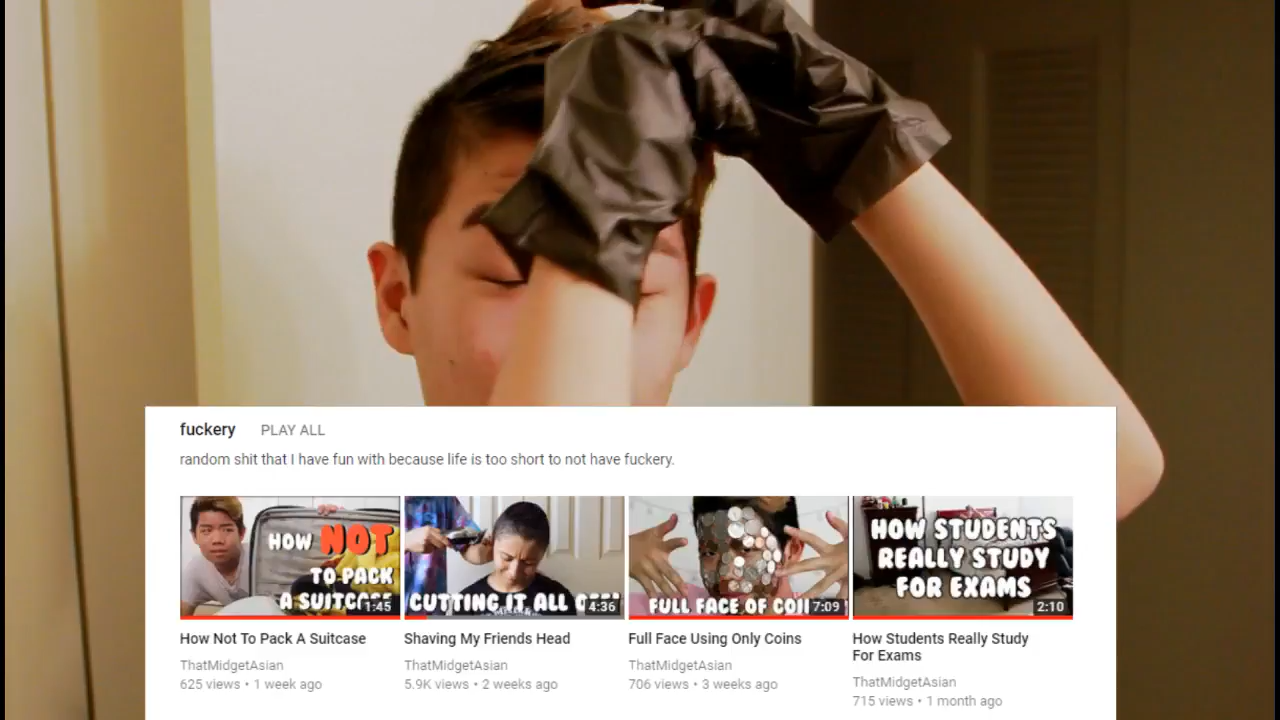 fuckery PLAY ALL
random shit that I have fun with because life is too short to not have fuckery.
HOW NOT
TO PACK
A SUITCASE
1:45
CUTTING IT ALL OFF!
4:36
FULL FACE OF COI
7:09
HOW STUDENTS
REALLY STUDY
FOR EXAMS
2:10
How Not To Pack A Suitcase
ThatMidgetAsian
625 views • 1 week ago
Shaving My Friends Head
ThatMidgetAsian
5.9K views • 2 weeks ago
Full Face Using Only Coins
ThatMidgetAsian
706 views • 3 weeks ago
How Students Really Study
For Exams
ThatMidgetAsian
715 views • 1 month ago